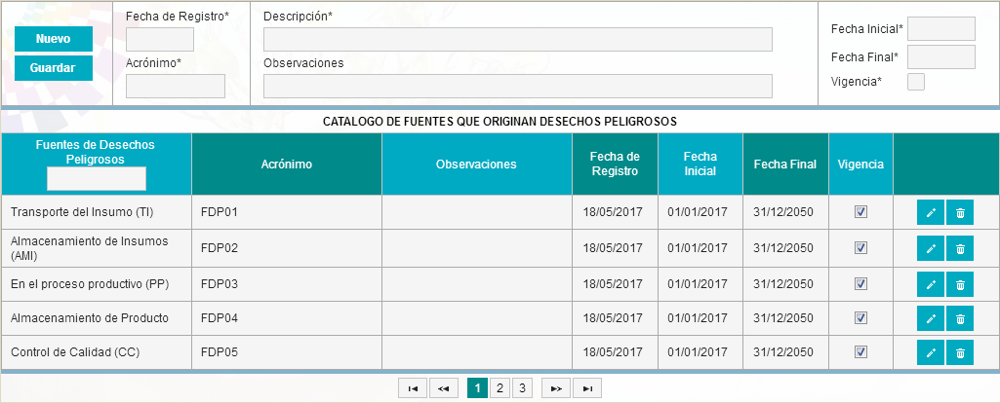 Nuevo
Guardar
Fecha de Registro*
Acrónimo*
Descripción*
Observaciones
Fecha Inicial*
Fecha Final*
Vigencia*
CATALOGO DE FUENTES QUE ORIGINAN DESECHOS PELIGROSOS
Fuentes de Desechos
Peligrosos
Acrónimo
Observaciones
Fecha de
Registro
Fecha
Inicial
Fecha Final
Vigencia
Transporte del Insumo (TI) FDP01 18/05/2017 01/01/2017 31/12/2050
Almacenamiento de Insumos
(AMI) FDP02 18/05/2017 01/01/2017 31/12/2050
En el proceso productivo (PP) FDP03 18/05/2017 01/01/2017 31/12/2050
Almacenamiento de Producto FDP04 18/05/2017 01/01/2017 31/12/2050
Control de Calidad (CC) FDP05 18/05/2017 01/01/2017 31/12/2050
1 2 3